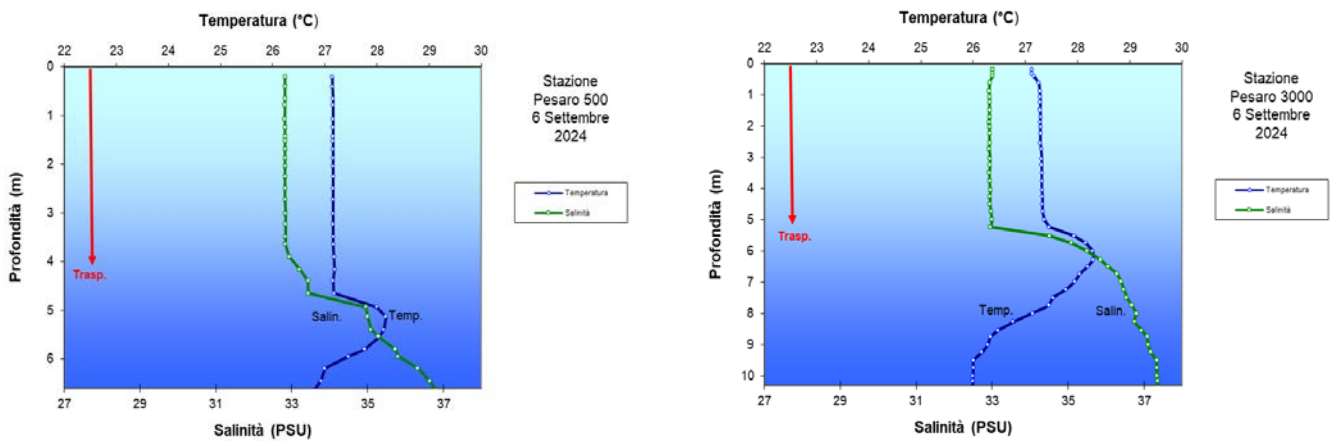 Temperatura (°C)
22 23 24 25 26 27 28 29 30
0
1
2
3
4
5
6
Profondità (m)
Trasp.
Salin.
Temp.
27 29 31 33 35 37
Salinità (PSU)
Stazione
Pesaro 500
6 Settembre
2024
Temperatura
Salinità
Temperatura (°C)
22 23 24 25 26 27 28 29 30
0
1
2
3
4
5
6
7
8
9
10
Profondità (m)
Trasp.
Temp.
Salin.
27 29 31 33 35 37
Salinità (PSU)
Stazione
Pesaro 3000
6 Settembre
2024
Temperatura
Salinità